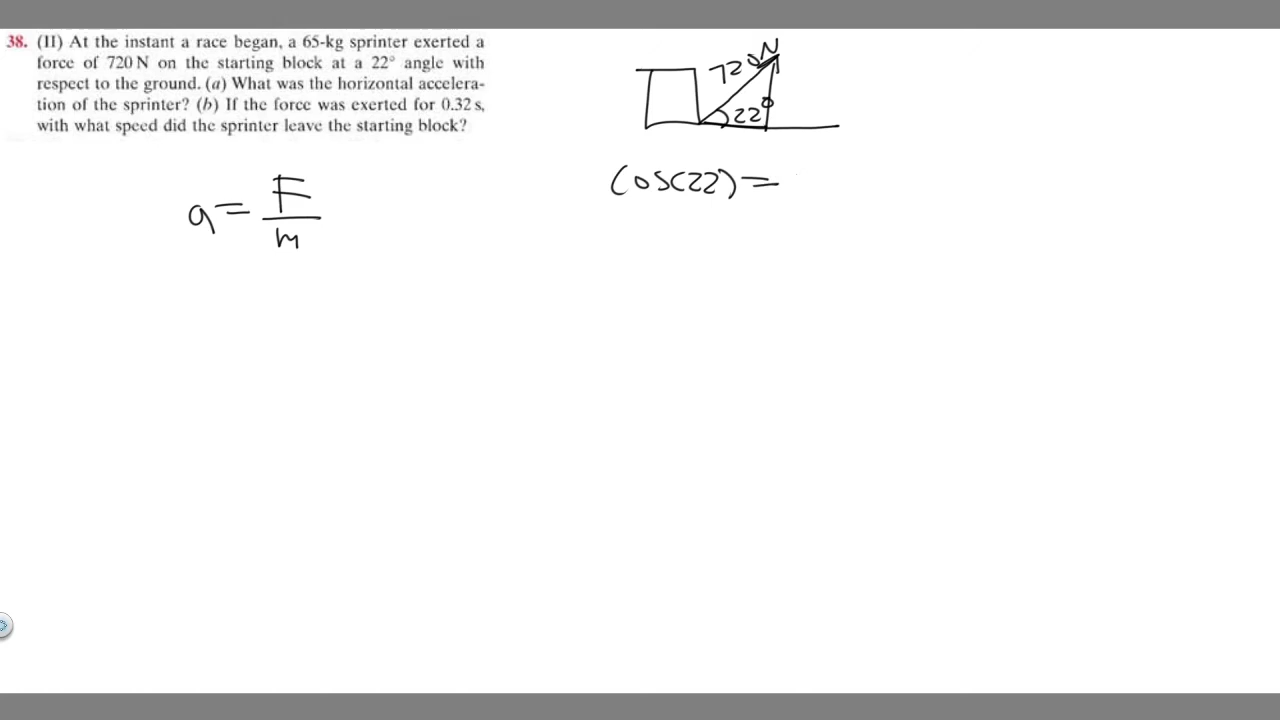 38. (II) At the instant a race began, a 65-kg sprinter exerted a
force of 720 N on the starting block at a 22° angle with
respect to the ground. (a) What was the horizontal accelera-
tion of the sprinter? (b) If the force was exerted for 0.32 s,
with what speed did the sprinter leave the starting block?
720N
22°
cos(22) =
a = F
m